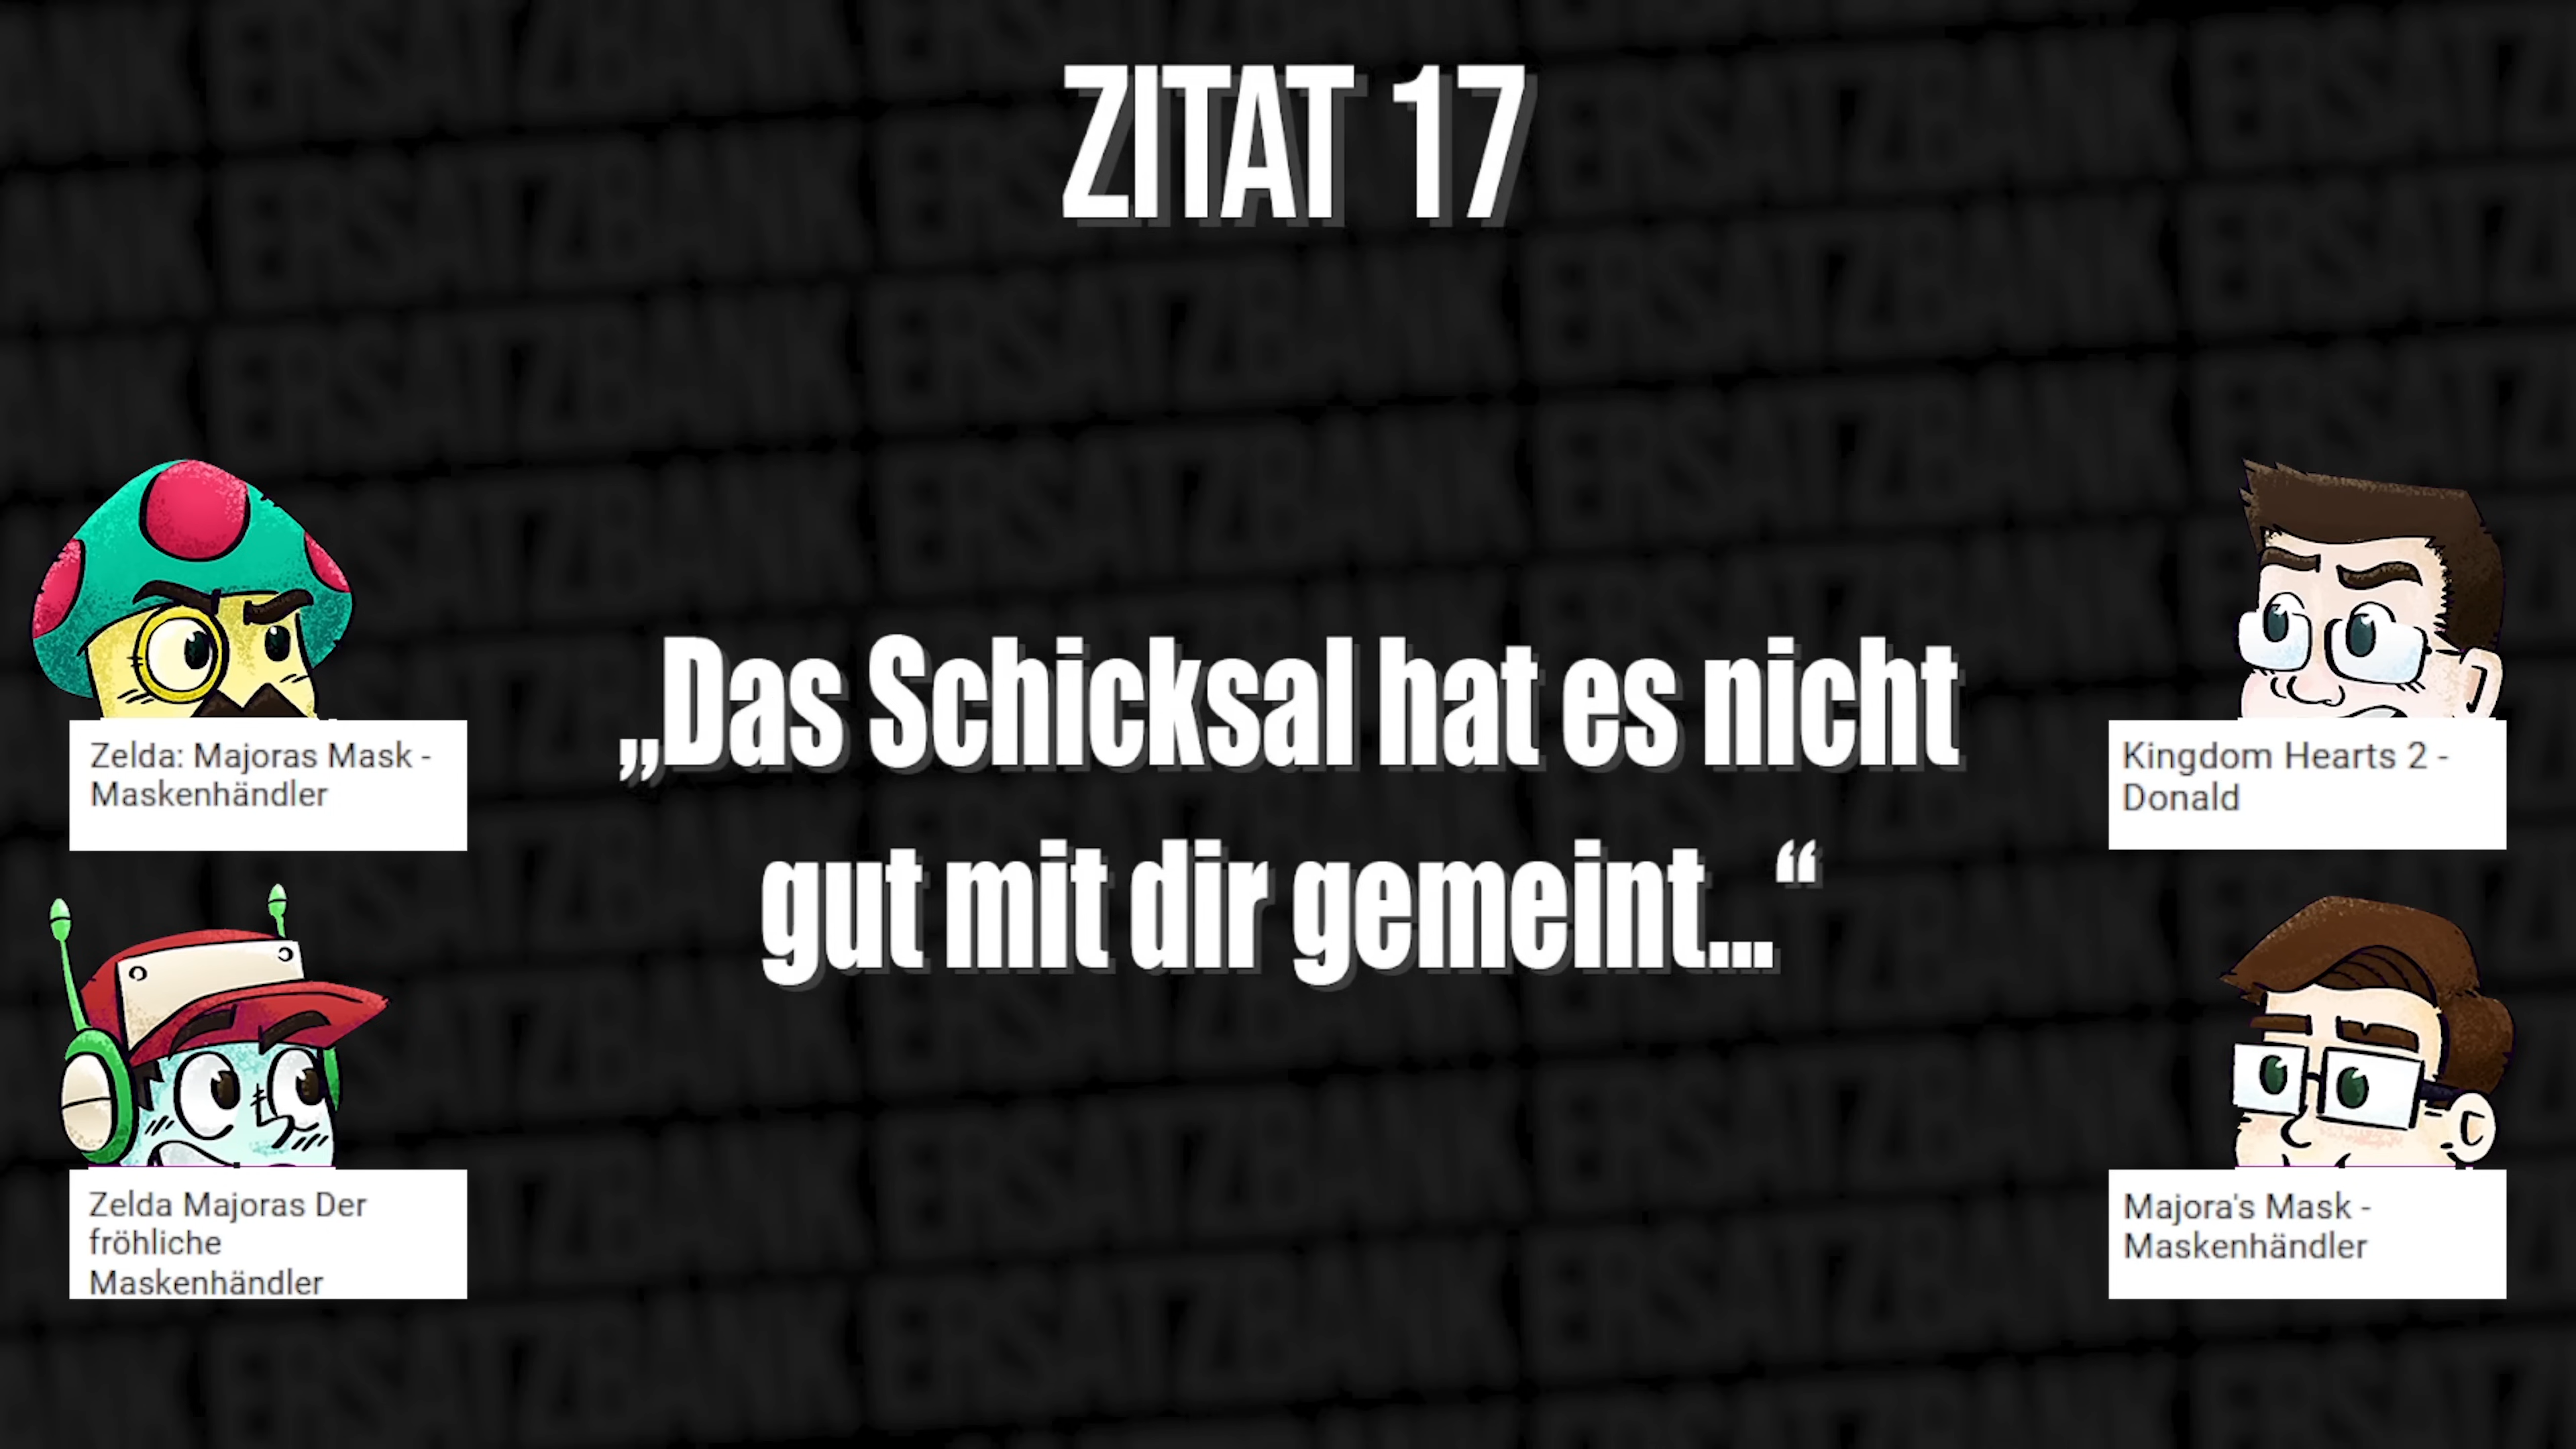 ZITAT 17
„Das Schicksal hat es nicht
gut mit dir gemeint...“
Zelda: Majoras Mask -
Maskenhändler
Kingdom Hearts 2 -
Donald
Zelda Majoras Der
fröhliche
Maskenhändler
Majora's Mask -
Maskenhändler
ERSATZBANK